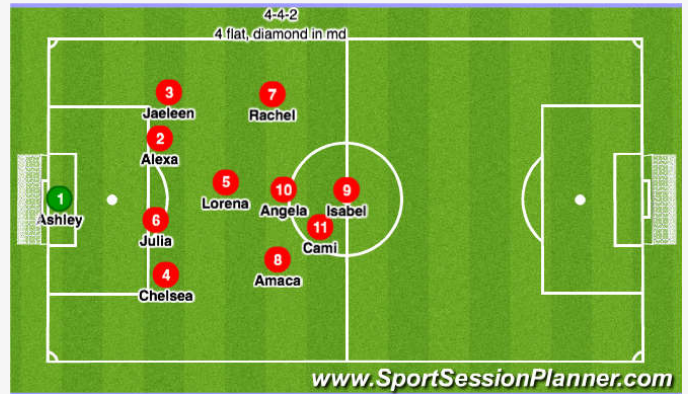 4-4-2
4 flat, diamond in md
3
Jaeleen
7
Rachel
2
Alexa
5
Lorena
10
Angela
9
Isabel
1
Ashley
6
Julia
11
Cami
8
Amaca
4
Chelsea
www.SportSessionPlanner.com